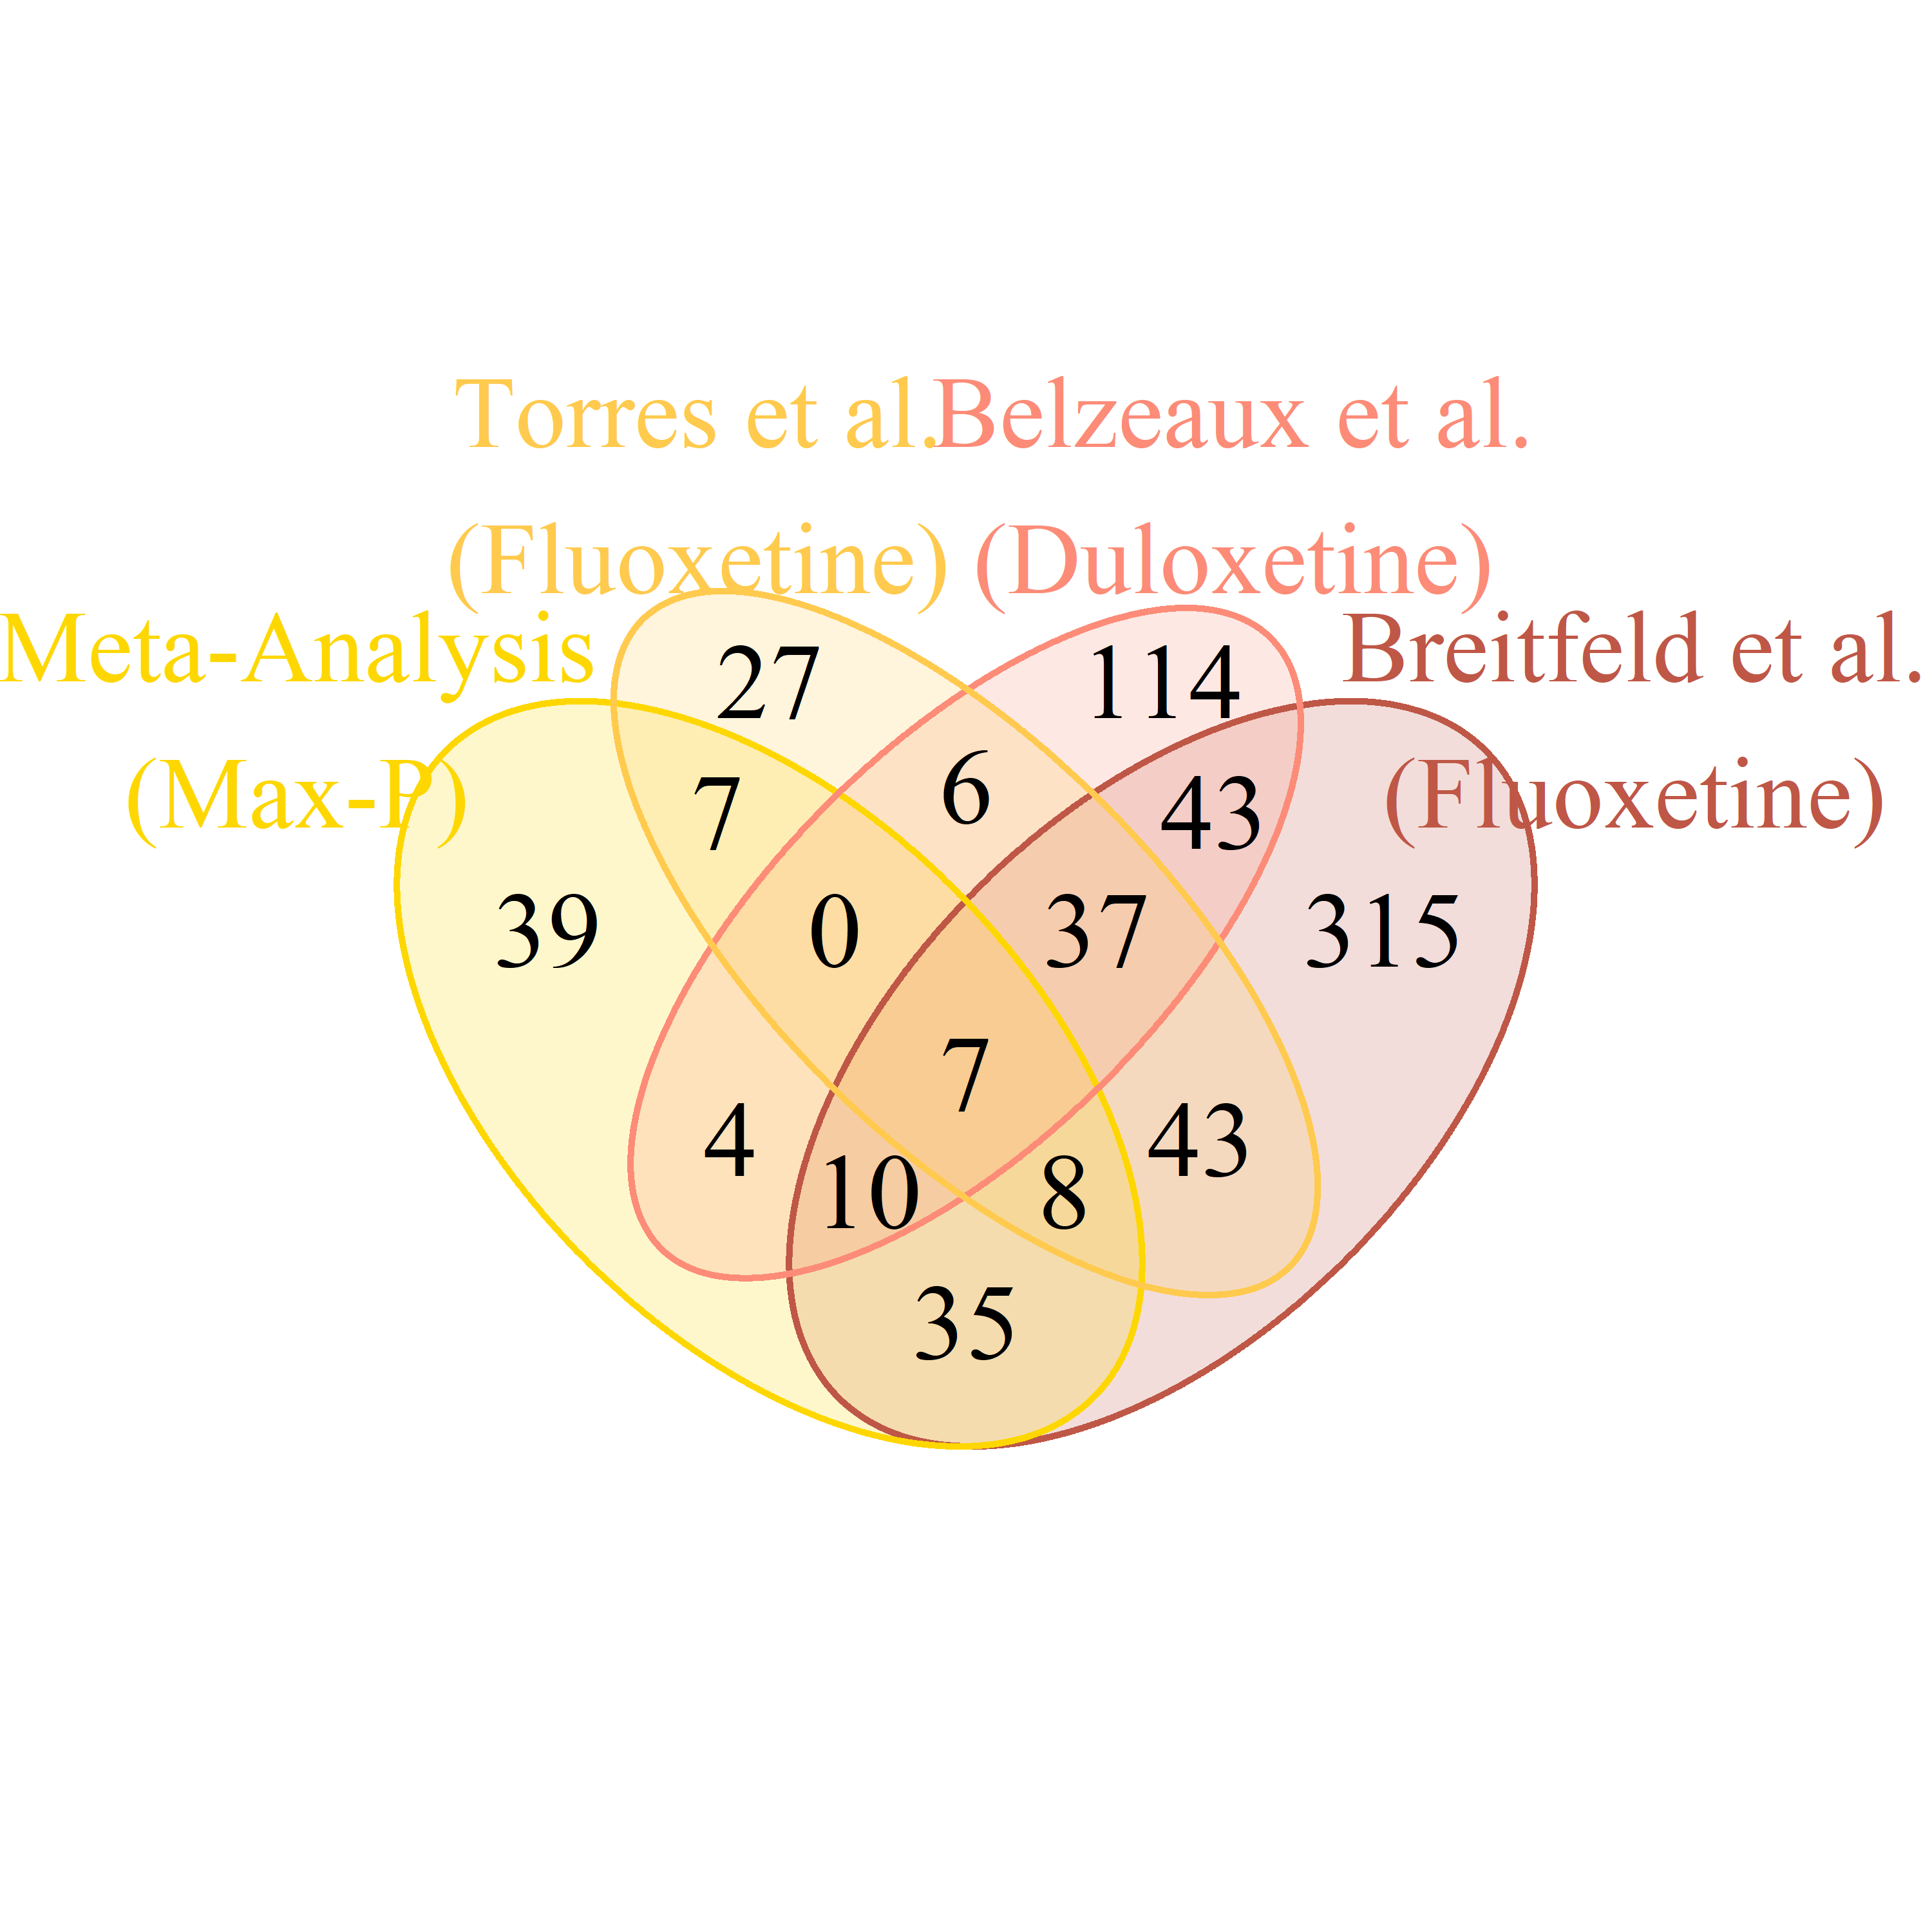 Torres et al.
(Fluoxetine)
Belzeaux et al.
(Duloxetine)
Meta-Analysis
(Max-P)
Breitfeld et al.
(Fluoxetine)
27
114
7
6
43
39
0
37
315
7
4
43
10
8
35